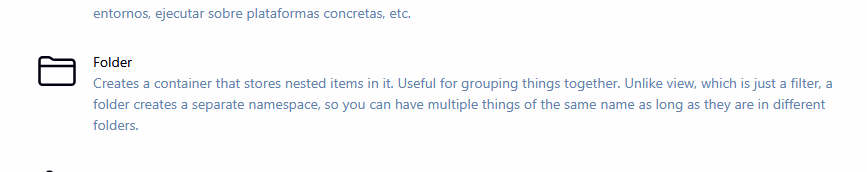 entornos, ejecutar sobre plataformas concretas, etc.
Folder
Creates a container that stores nested items in it. Useful for grouping things together. Unlike view, which is just a filter, a
folder creates a separate namespace, so you can have multiple things of the same name as long as they are in different
folders.